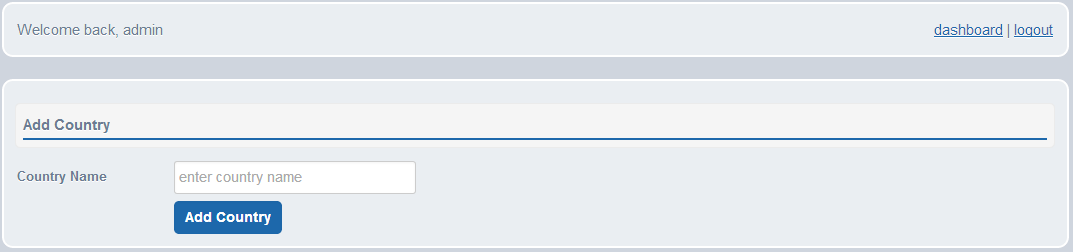 Welcome back, admin dashboard | logout
Add Country
Country Name enter country name
Add Country